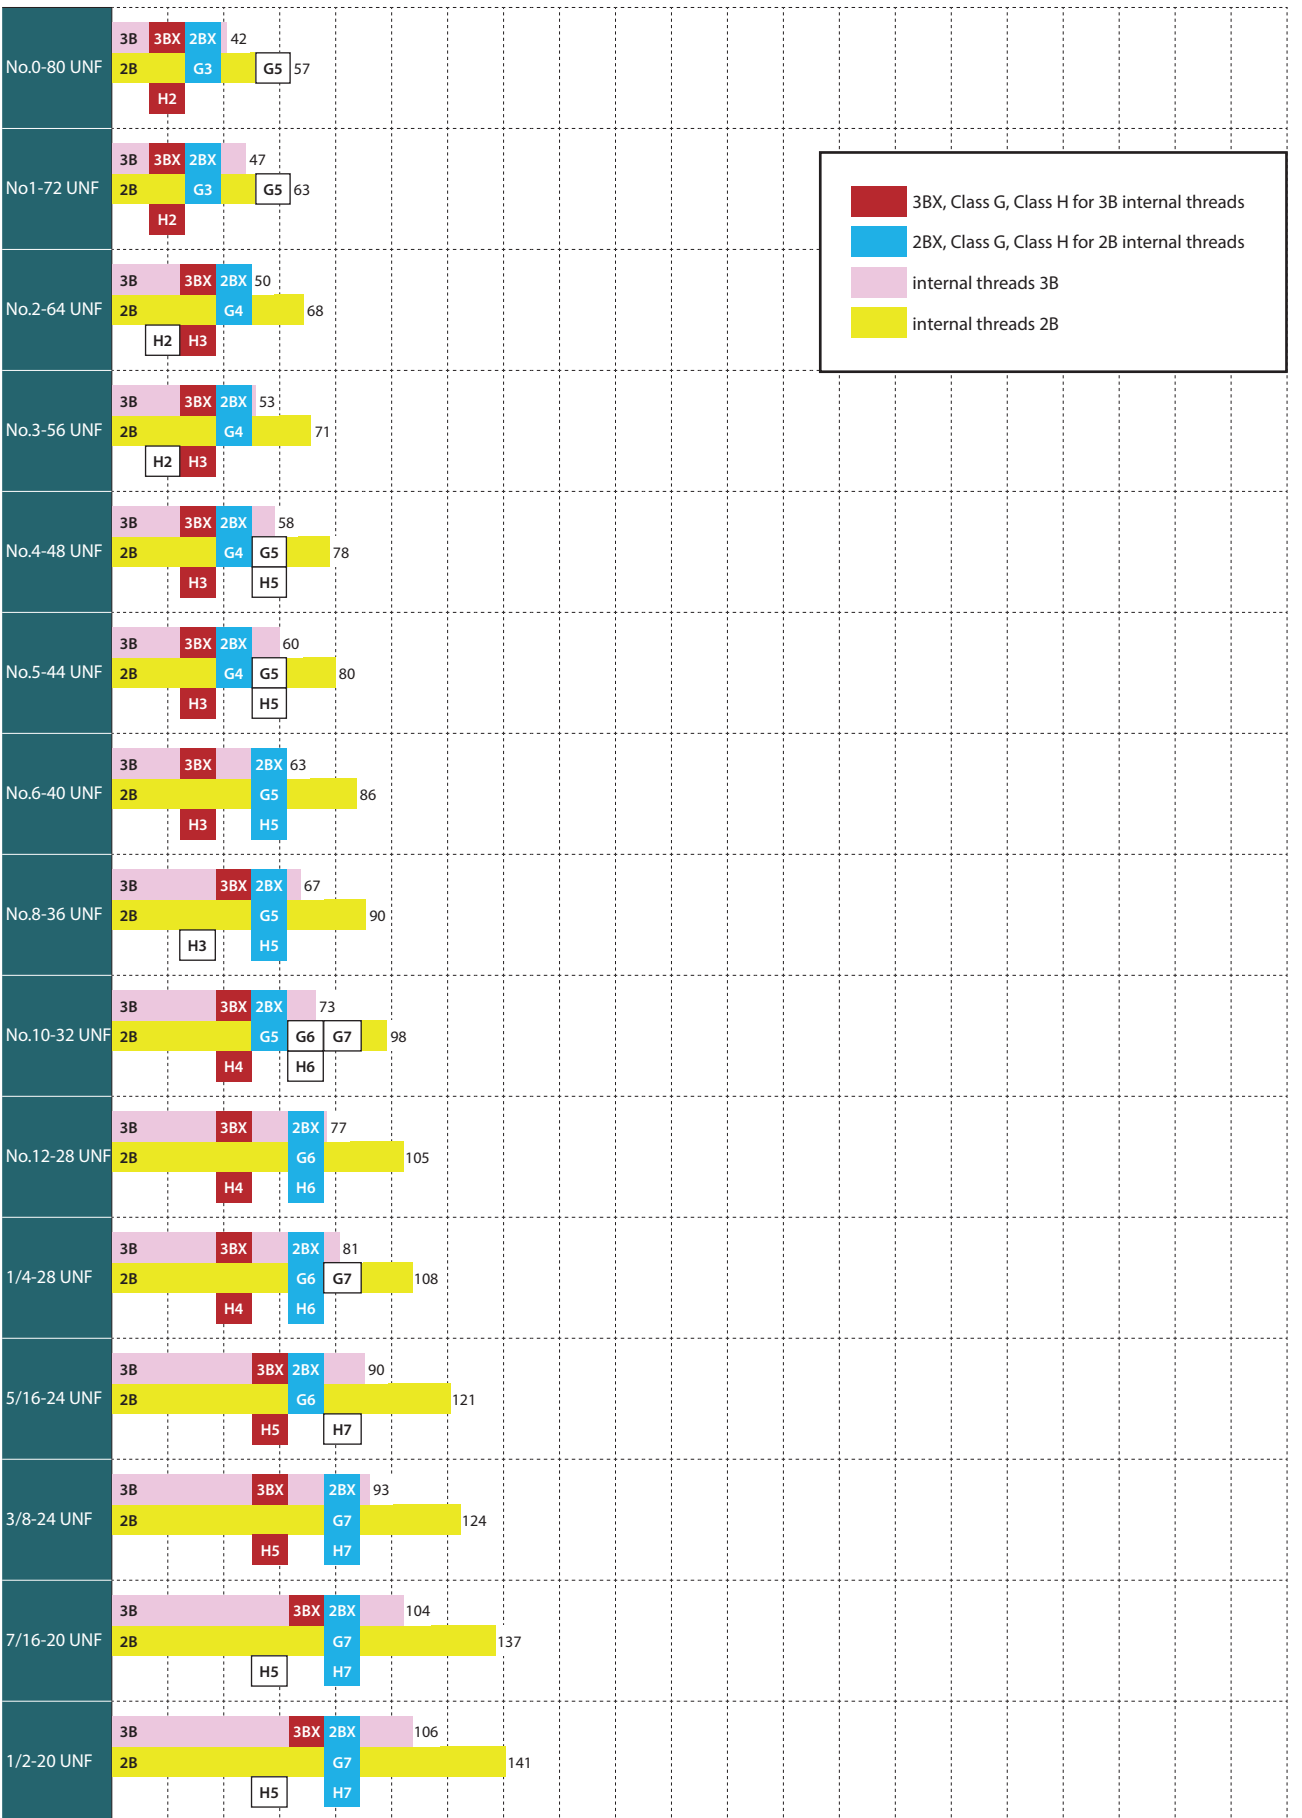 3B 3BX 2BX 42
No.0-80 UNF 2B G3 G5 57
H2
3B 3BX 2BX 47
No1-72 UNF 2B G3 G5 63
H2
3BX, Class G, Class H for 3B internal threads
2BX, Class G, Class H for 2B internal threads
internal threads 3B
internal threads 2B
3B 3BX 2BX 50
No.2-64 UNF 2B G4 68
H2 H3
3B 3BX 2BX 53
No.3-56 UNF 2B G4 71
H2 H3
3B 3BX 2BX 58
No.4-48 UNF 2B G4 G5 78
H3 H5
3B 3BX 2BX 60
No.5-44 UNF 2B G4 G5 80
H3 H5
3B 3BX 2BX 63
No.6-40 UNF 2B G5 86
H3 H5
3B 3BX 2BX 67
No.8-36 UNF 2B G5 90
H3 H5
3B 3BX 2BX 73
No.10-32 UNF 2B G5 G6 G7 98
H4 H6
3B 3BX 2BX 77
No.12-28 UNF 2B G6 105
H4 H6
3B 3BX 2BX 81
1/4-28 UNF 2B G6 G7 108
H4 H6
3B 3BX 2BX 90
5/16-24 UNF 2B G6 121
H5 H7
3B 3BX 2BX 93
3/8-24 UNF 2B G7 124
H5 H7
3B 3BX 2BX 104
7/16-20 UNF 2B G7 137
H5 H7
3B 3BX 2BX 106
1/2-20 UNF 2B G7 141
H5 H7